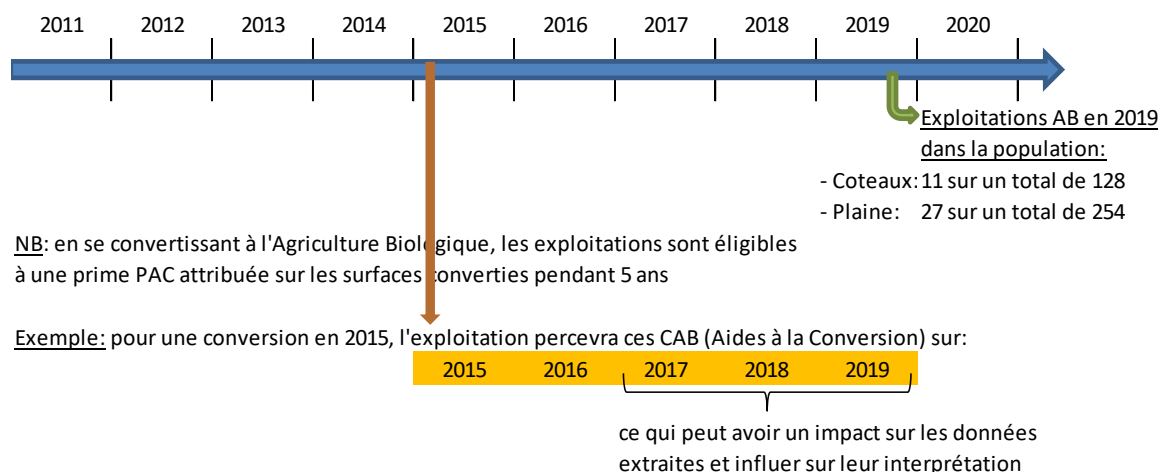 2011 2012 2013 2014 2015 2016 2017 2018 2019 2020
Exploitations AB en 2019
dans la population:
- Coteaux: 11 sur un total de 128
- Plaine: 27 sur un total de 254
NB: en se convertissant à l'Agriculture Biologique, les exploitations sont éligibles
à une prime PAC attribuée sur les surfaces converties pendant 5 ans
Exemple: pour une conversion en 2015, l'exploitation percevra ces CAB (Aides à la Conversion) sur:
2015 2016 2017 2018 2019
ce qui peut avoir un impact sur les données
extraites et influer sur leur interprétation